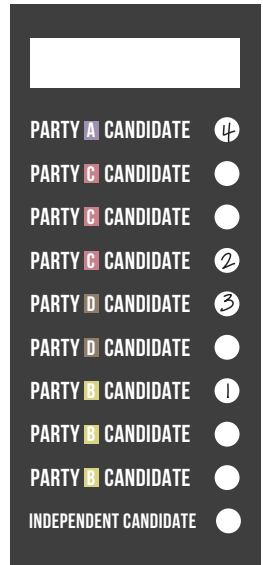 PARTY A CANDIDATE 4
PARTY C CANDIDATE
PARTY C CANDIDATE
PARTY C CANDIDATE 2
PARTY D CANDIDATE 3
PARTY D CANDIDATE
PARTY B CANDIDATE 1
PARTY B CANDIDATE
PARTY B CANDIDATE
INDEPENDENT CANDIDATE